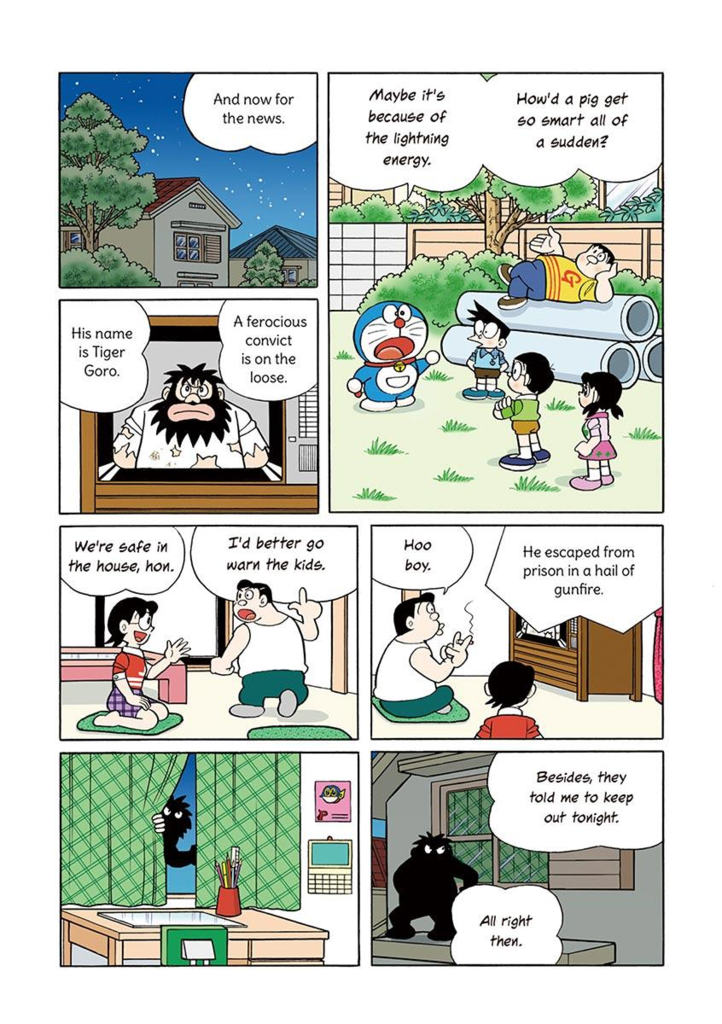 How'd a pig get
so smart all of
a sudden?
Maybe it's
because of
the lightning
energy.
And now for
the news.
A ferocious
convict
is on the
loose.
His name
is Tiger
Goro.
He escaped from
prison in a hail of
gunfire.
Hoo
boy.
I'd better go
warn the kids.
We're safe in
the house, hon.
Besides, they
told me to keep
out tonight.
All right
then.